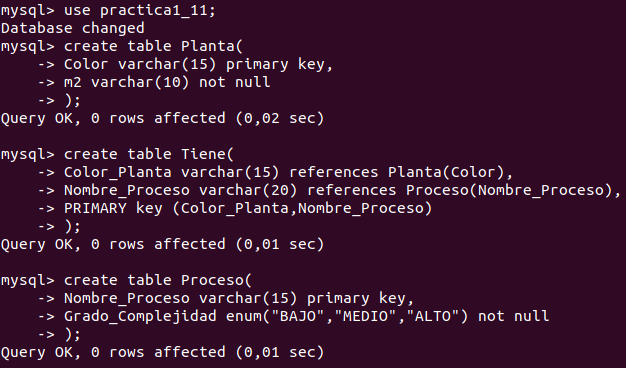 mysql> use practica1_11;
Database changed
mysql> create table Planta(
    -> Color varchar(15) primary key,
    -> m2 varchar(10) not null
    -> );
Query OK, 0 rows affected (0,02 sec)

mysql> create table Tiene(
    -> Color_Planta varchar(15) references Planta(Color),
    -> Nombre_Proceso varchar(20) references Proceso(Nombre_Proceso),
    -> PRIMARY key (Color_Planta,Nombre_Proceso)
    -> );
Query OK, 0 rows affected (0,01 sec)

mysql> create table Proceso(
    -> Nombre_Proceso varchar(15) primary key,
    -> Grado_Complejidad enum("BAJO","MEDIO","ALTO") not null
    -> );
Query OK, 0 rows affected (0,01 sec)